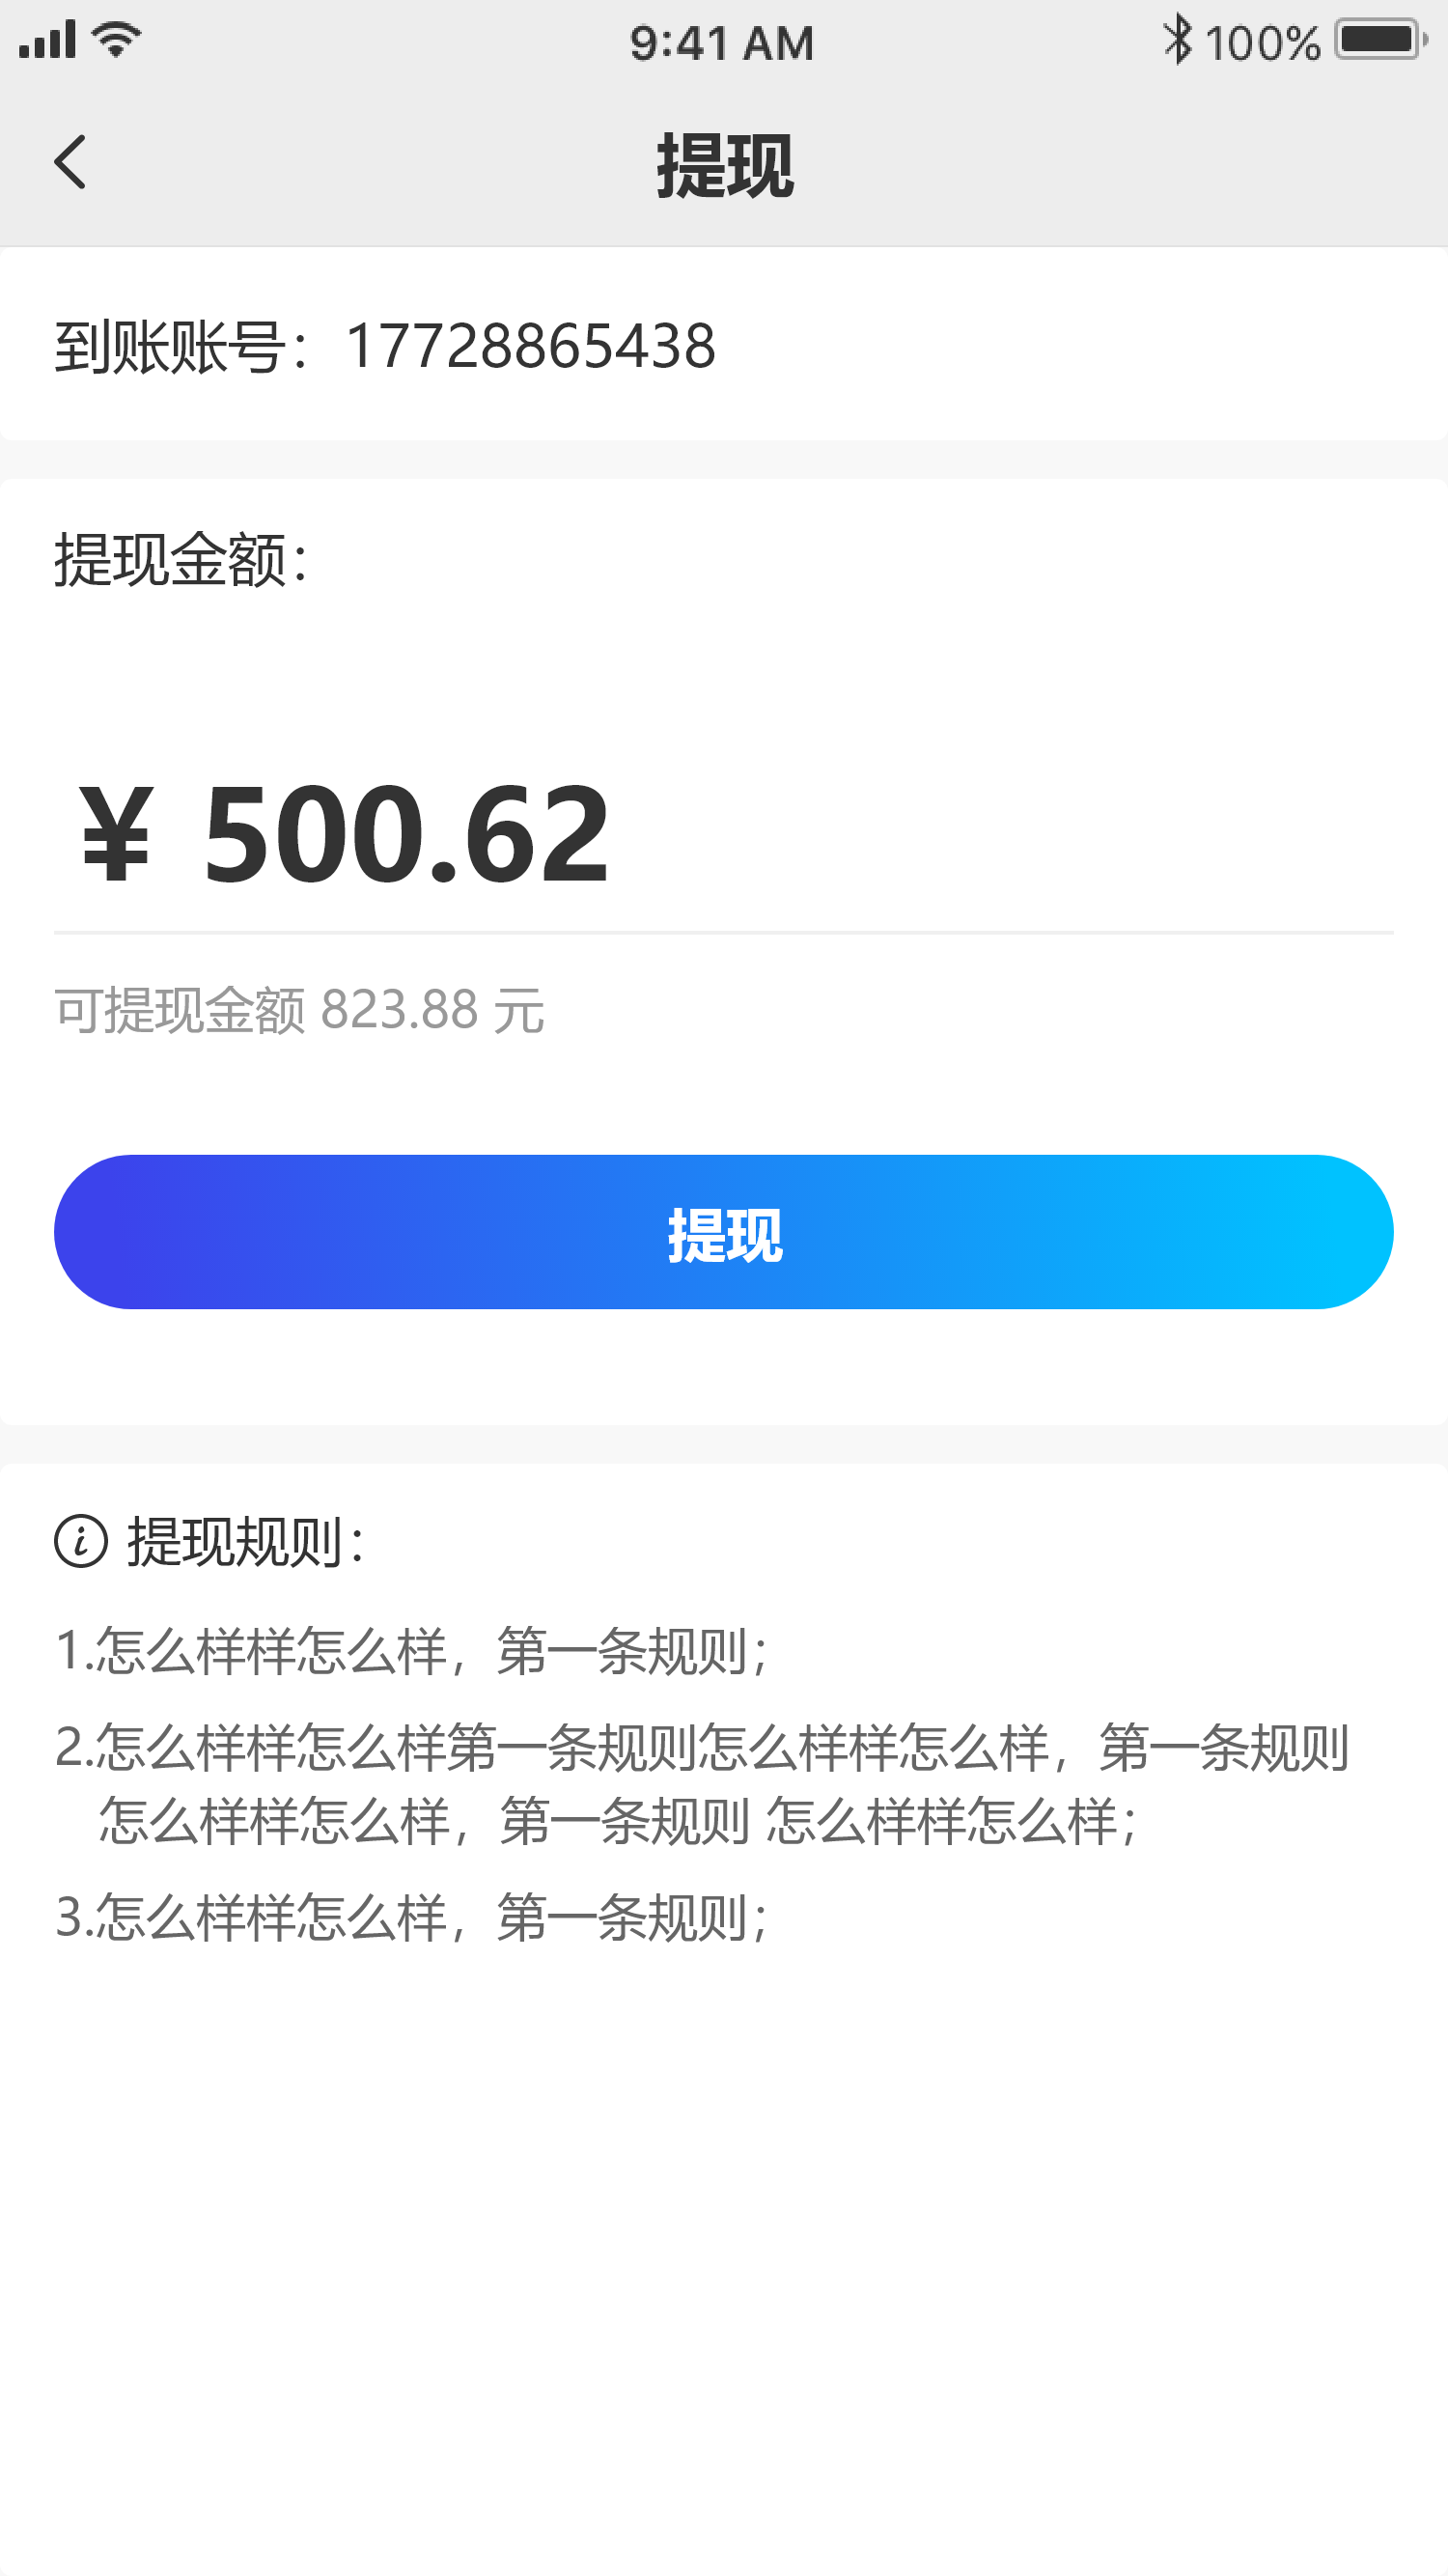 9:41 AM
100%
提现
到账账号：17728865438
提现金额：
¥ 500.62
可提现金额 823.88 元
提现
提现规则：
1.怎么样样怎么样，第一条规则；
2.怎么样样怎么样第一条规则怎么样样怎么样，第一条规则
怎么样样怎么样，第一条规则 怎么样样怎么样；
3.怎么样样怎么样，第一条规则；